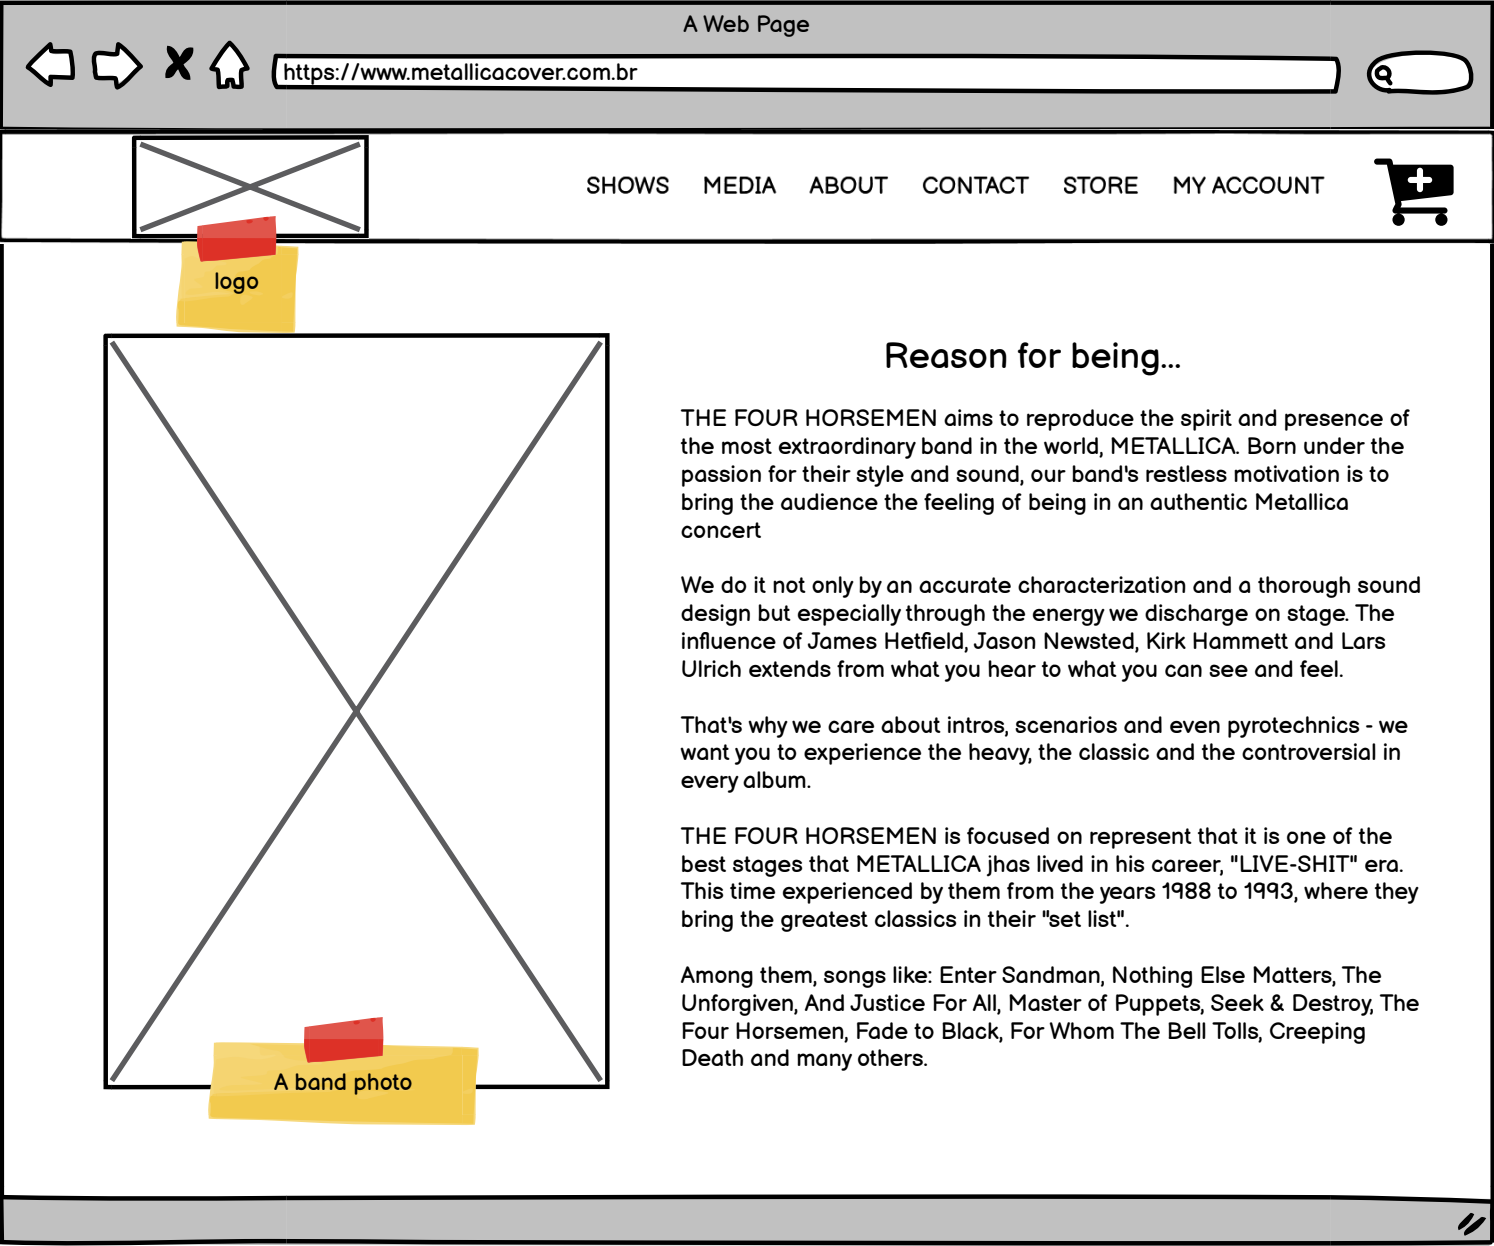 A Web Page
https://www.metallicacover.com.br
SHOWS MEDIA ABOUT CONTACT STORE MY ACCOUNT
logo
Reason for being...
THE FOUR HORSEMEN aims to reproduce the spirit and presence of
the most extraordinary band in the world, METALLICA. Born under the
passion for their style and sound, our band's restless motivation is to
bring the audience the feeling of being in an authentic Metallica
concert
We do it not only by an accurate characterization and a thorough sound
design but especially through the energy we discharge on stage. The
influence of James Hetfield, Jason Newsted, Kirk Hammett and Lars
Ulrich extends from what you hear to what you can see and feel.
That's why we care about intros, scenarios and even pyrotechnics - we
want you to experience the heavy, the classic and the controversial in
every album.
THE FOUR HORSEMEN is focused on represent that it is one of the
best stages that METALLICA jhas lived in his career, "LIVE-SHIT" era.
This time experienced by them from the years 1988 to 1993, where they
bring the greatest classics in their "set list".
Among them, songs like: Enter Sandman, Nothing Else Matters, The
Unforgiven, And Justice For All, Master of Puppets, Seek & Destroy, The
Four Horsemen, Fade to Black, For Whom The Bell Tolls, Creeping
Death and many others.
A band photo